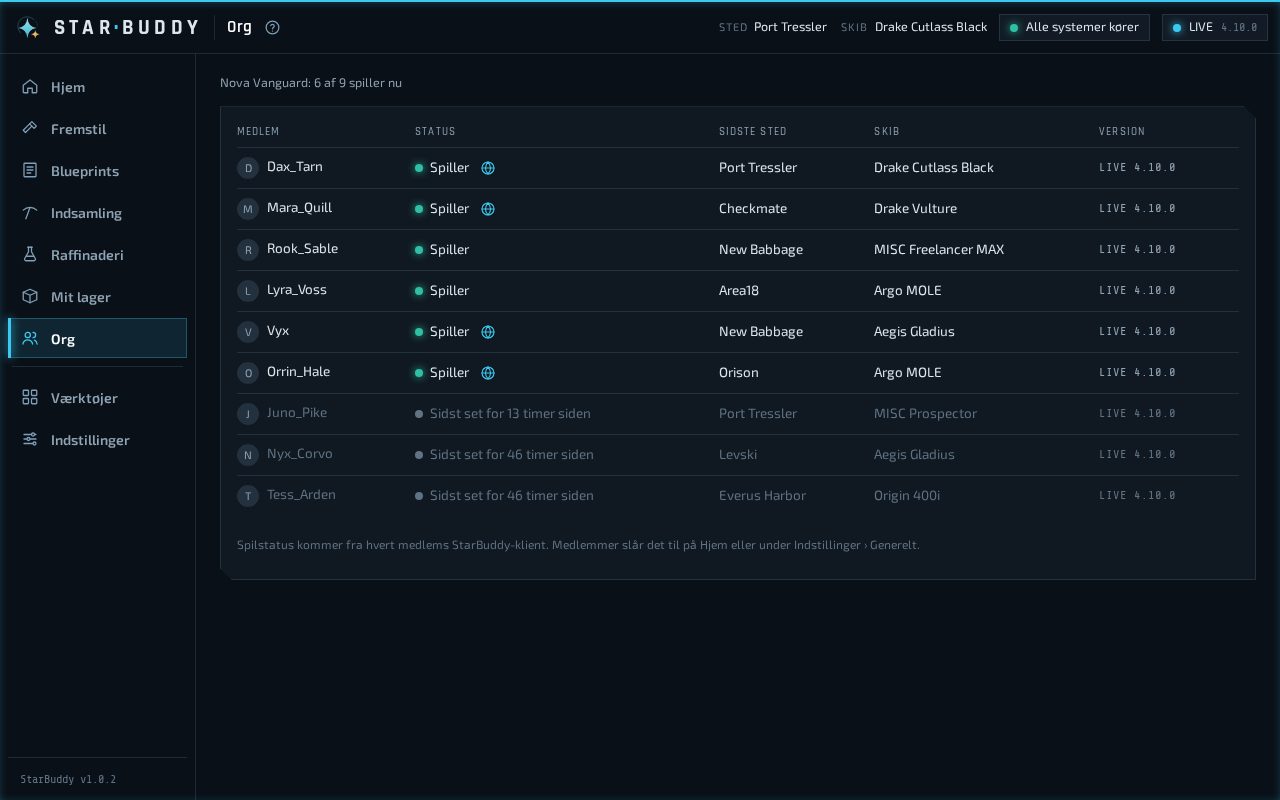 STAR·BUDDY
Org
STED Port Tressler SKIB Drake Cutlass Black
Alle systemer kører
LIVE 4.10.0
Hjem
Fremstil
Blueprints
Indsamling
Raffinaderi
Mit lager
Org
Værktøjer
Indstillinger
StarBuddy v1.0.2
Nova Vanguard: 6 af 9 spiller nu
MEDLEM STATUS SIDSTE STED SKIB VERSION
D Dax_Tarn Spiller Port Tressler Drake Cutlass Black LIVE 4.10.0
M Mara_Quill Spiller Checkmate Drake Vulture LIVE 4.10.0
R Rook_Sable Spiller New Babbage MISC Freelancer MAX LIVE 4.10.0
L Lyra_Voss Spiller Area18 Argo MOLE LIVE 4.10.0
V Vyx Spiller New Babbage Aegis Gladius LIVE 4.10.0
O Orrin_Hale Spiller Orison Argo MOLE LIVE 4.10.0
J Juno_Pike Sidst set for 13 timer siden Port Tressler MISC Prospector LIVE 4.10.0
N Nyx_Corvo Sidst set for 46 timer siden Levski Aegis Gladius LIVE 4.10.0
T Tess_Arden Sidst set for 46 timer siden Everus Harbor Origin 400i LIVE 4.10.0
Spilstatus kommer fra hvert medlems StarBuddy-klient. Medlemmer slår det til på Hjem eller under Indstillinger › Generelt.